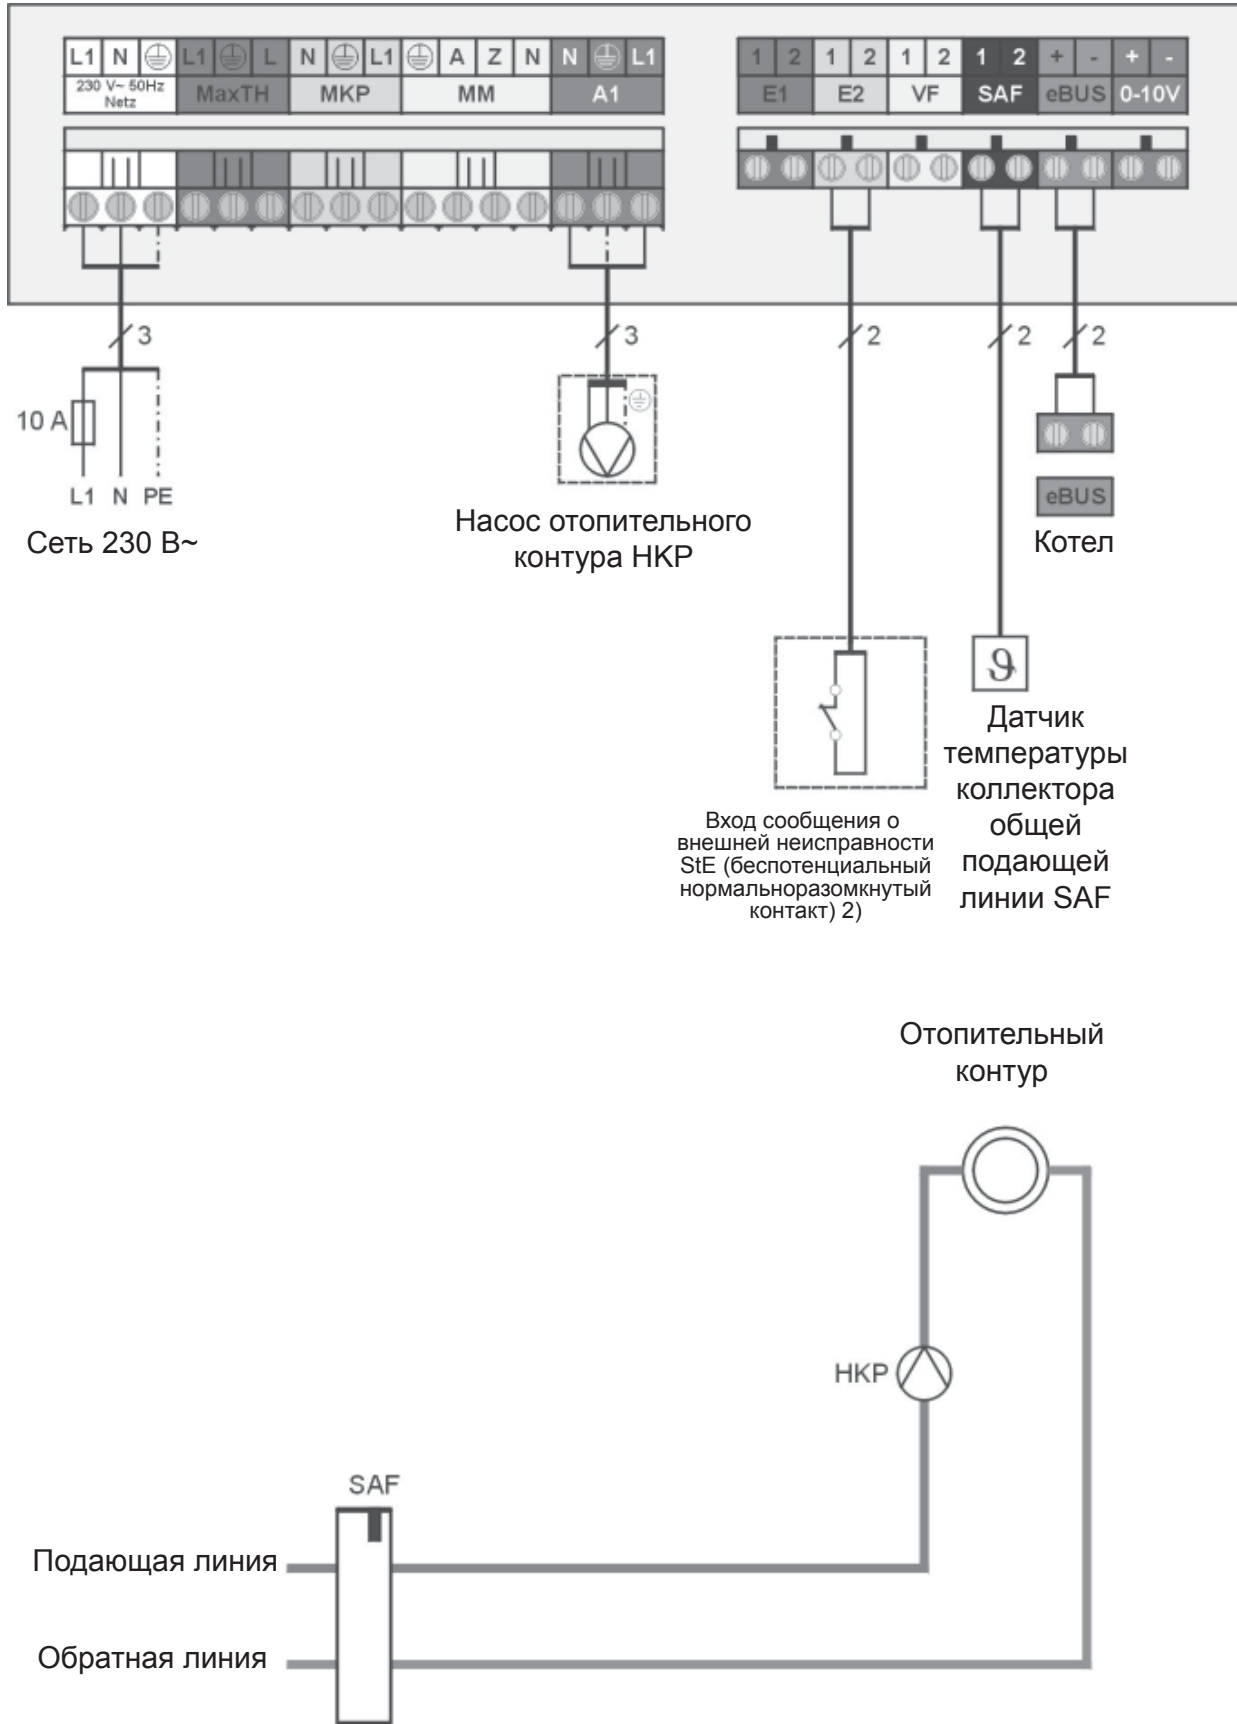 L1 N L1 L N L1 A Z N N L1
230 V~ 50Hz
Netz
MaxTH MKP MM A1
1 2 1 2 1 2 1 2 + - + -
E1 E2 VF SAF eBUS 0-10V
3
3
2
2
2
10 A
L1 N PE
Сеть 230 В~
Насос отопительного
контура HKP
eBUS
Котел
ϑ
Датчик
температуры
коллектора
общей
подающей
линии SAF
Вход сообщения о
внешней неисправности
StE (беспотенциальный
нормальноразомкнутый
контакт) 2)
Отопительный
контур
HKP
SAF
Подающая линия
Обратная линия